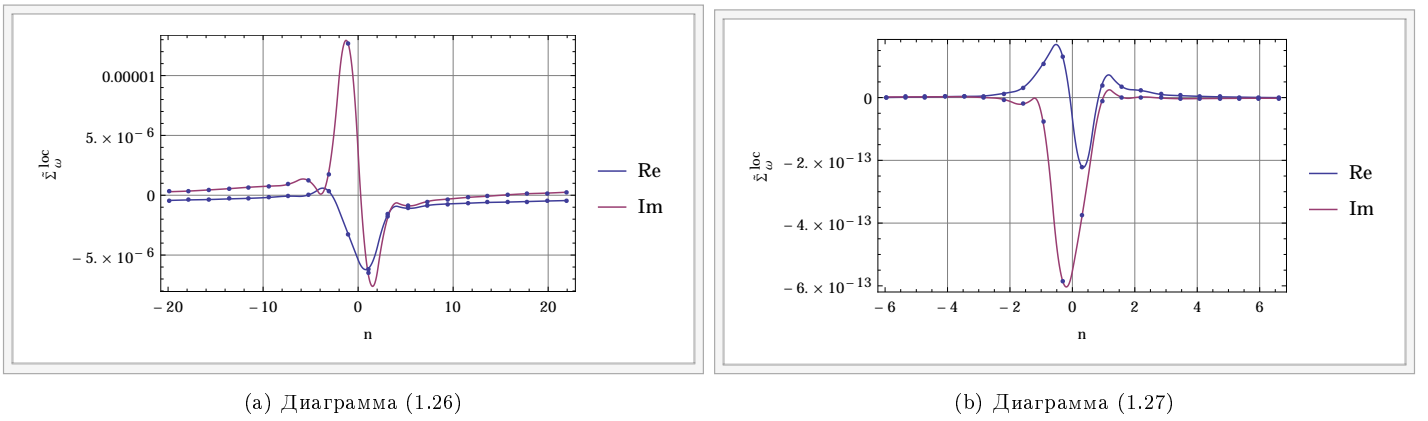 0.00001
5. × 10⁻⁶
0
− 5. × 10⁻⁶
Σ̃ loc ω
− 20
− 10
0
10
20
n
Re
Im
(a) Диаграмма (1.26)
0
− 2. × 10⁻¹³
− 4. × 10⁻¹³
− 6. × 10⁻¹³
Σ̃ loc ω
− 6
− 4
− 2
0
2
4
6
n
Re
Im
(b) Диаграмма (1.27)